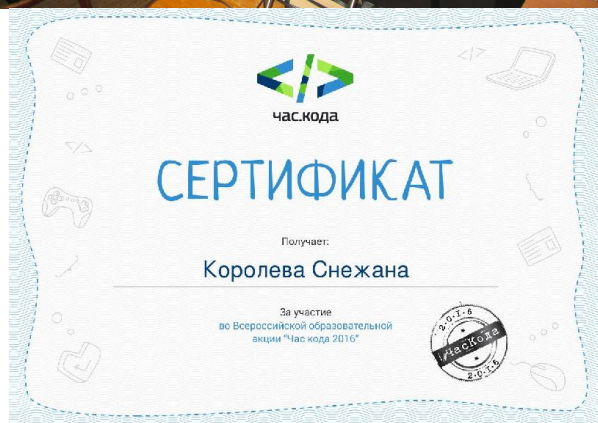 час.кода
СЕРТИФИКАТ
Получает:
Королева Снежана
За участие
во Всероссийской образовательной
акции "Час кода 2016"
2·0·1·6
ЧасКода
2·0·1·6